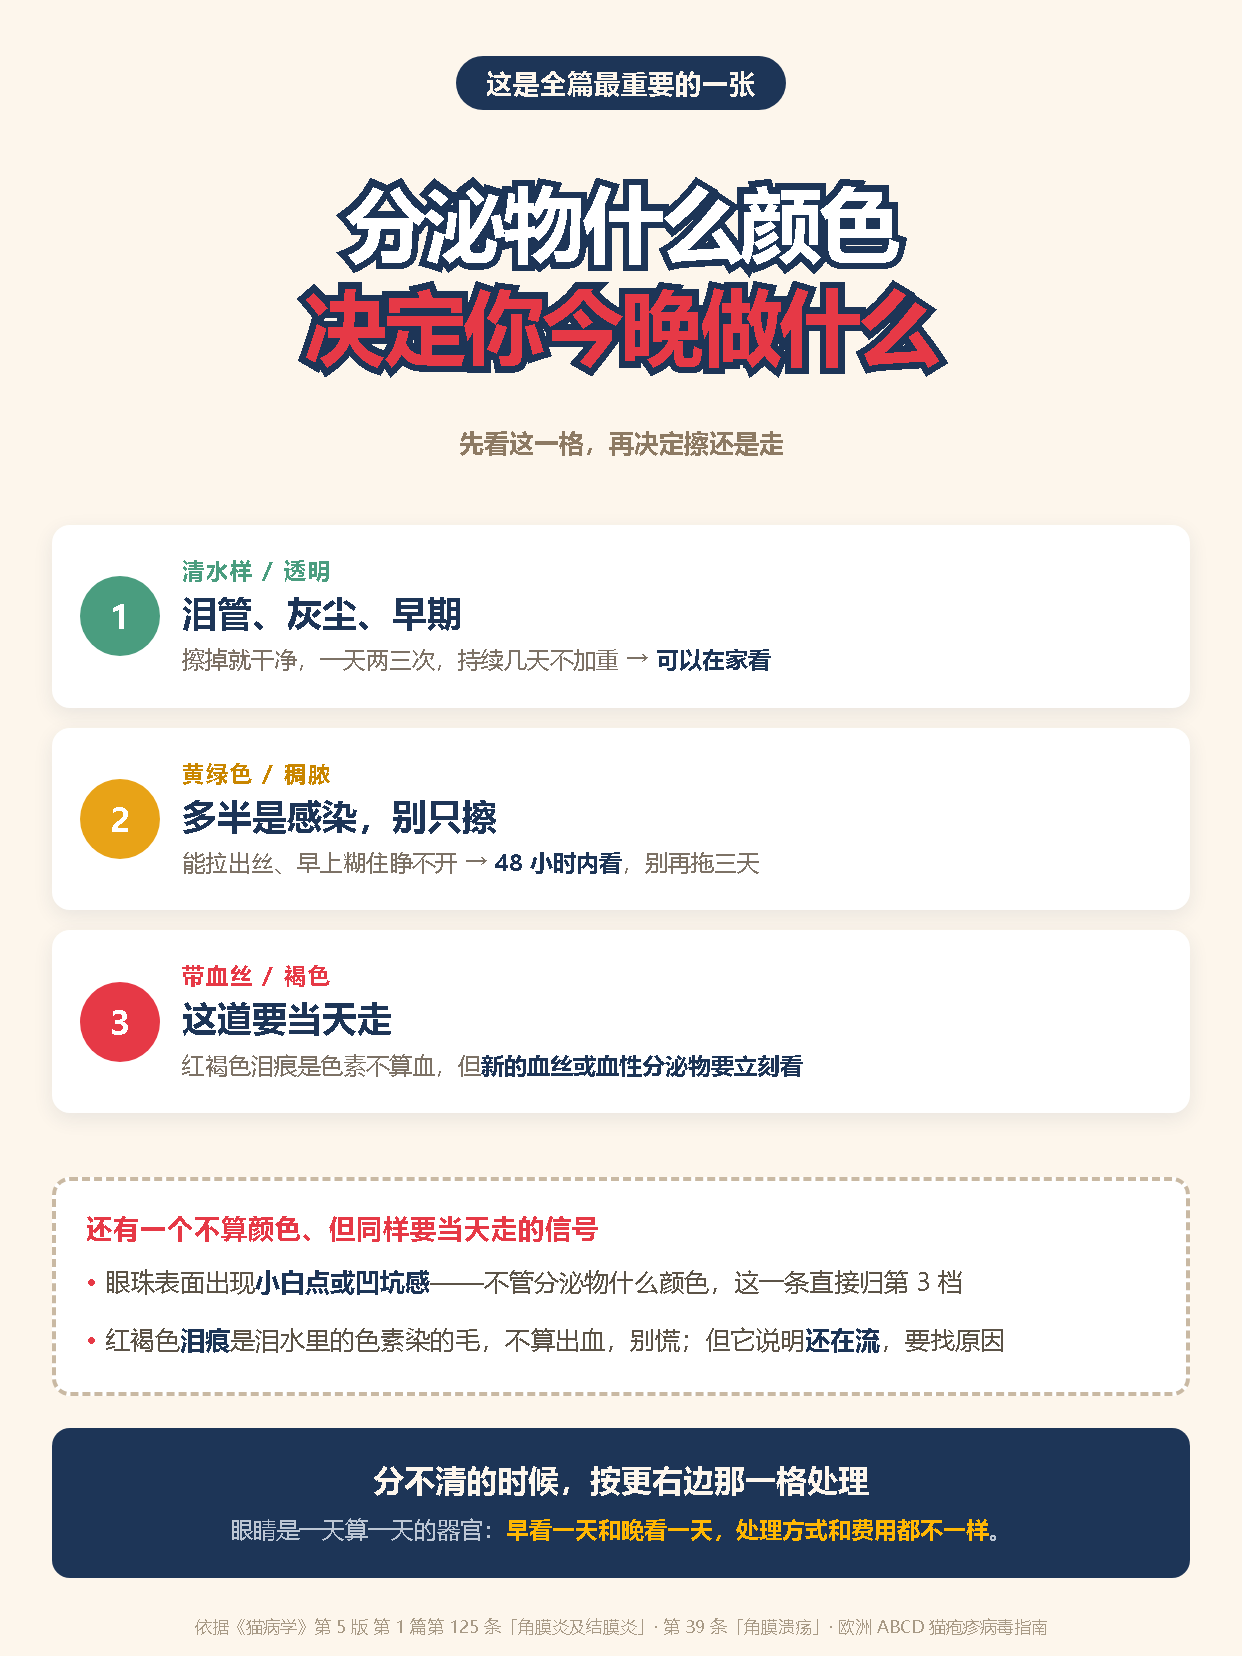 这是全篇最重要的一张
分泌物什么颜色
决定你今晚做什么
先看这一格，再决定擦还是走
1
清水样 / 透明
泪管、灰尘、早期
擦掉就干净，一天两三次，持续几天不加重 → 可以在家看
2
黄绿色 / 稠脓
多半是感染，别只擦
能拉出丝、早上糊住睁不开 → 48 小时内看，别再拖三天
3
带血丝 / 褐色
这道要当天走
红褐色泪痕是色素不算血，但新的血丝或血性分泌物要立刻看
还有一个不算颜色、但同样要当天走的信号
• 眼珠表面出现小白点或凹坑感——不管分泌物什么颜色，这一条直接归第 3 档
• 红褐色泪痕是泪水里的色素染的毛，不算出血，别慌；但它说明还在流，要找原因
分不清的时候，按更右边那一格处理
眼睛是一天算一天的器官：早看一天和晚看一天，处理方式和费用都不一样。
依据《猫病学》第 5 版 第 1 篇第 125 条「角膜炎及结膜炎」· 第 39 条「角膜溃疡」· 欧洲 ABCD 猫疱疹病毒指南